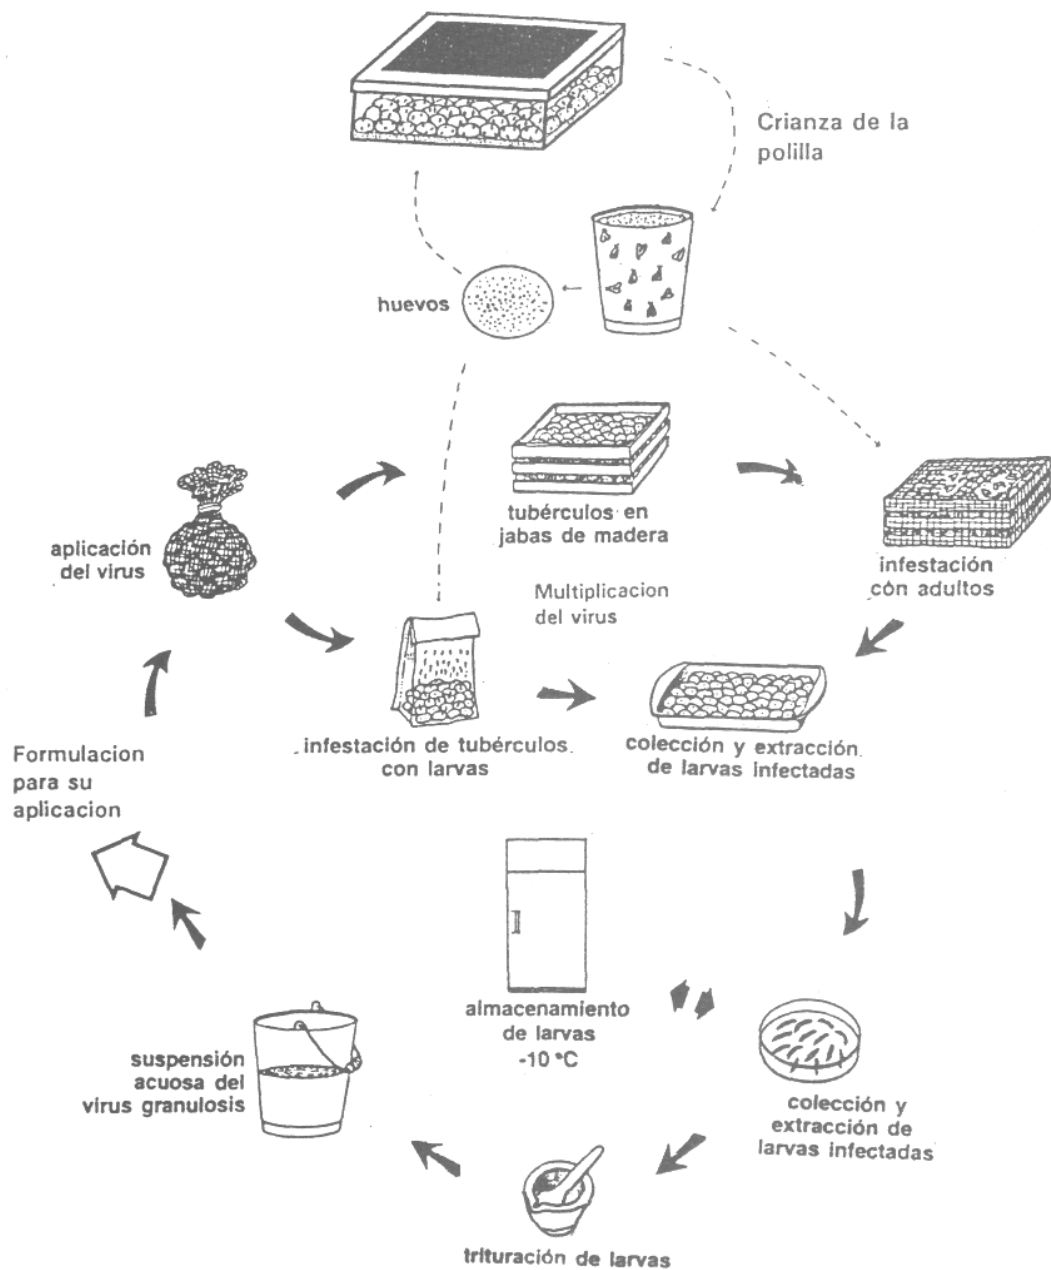 Crianza de la
polilla
huevos
tubérculos en
jabas de madera
aplicación
del virus
infestación
con adultos
Multiplicacion
del virus
infestación de tubérculos
con larvas
colección y extracción
de larvas infectadas
Formulacion
para su
aplicacion
almacenamiento
de larvas
-10 °C
suspensión
acuosa del
virus granulosis
colección y
extracción de
larvas infectadas
trituración de larvas